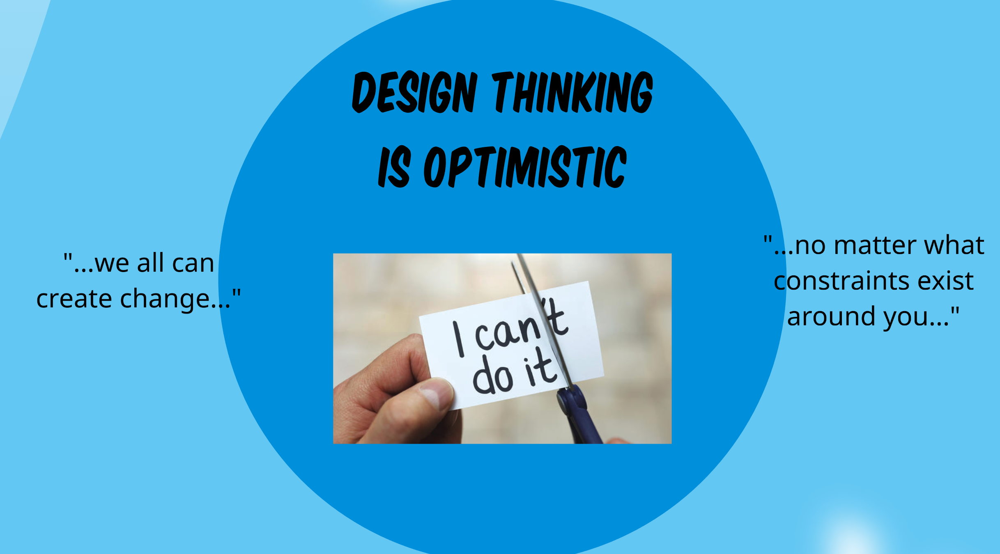 DESIGN THINKING
IS OPTIMISTIC
"...we all can
create change..."
I can't
do it
"...no matter what
constraints exist
around you..."